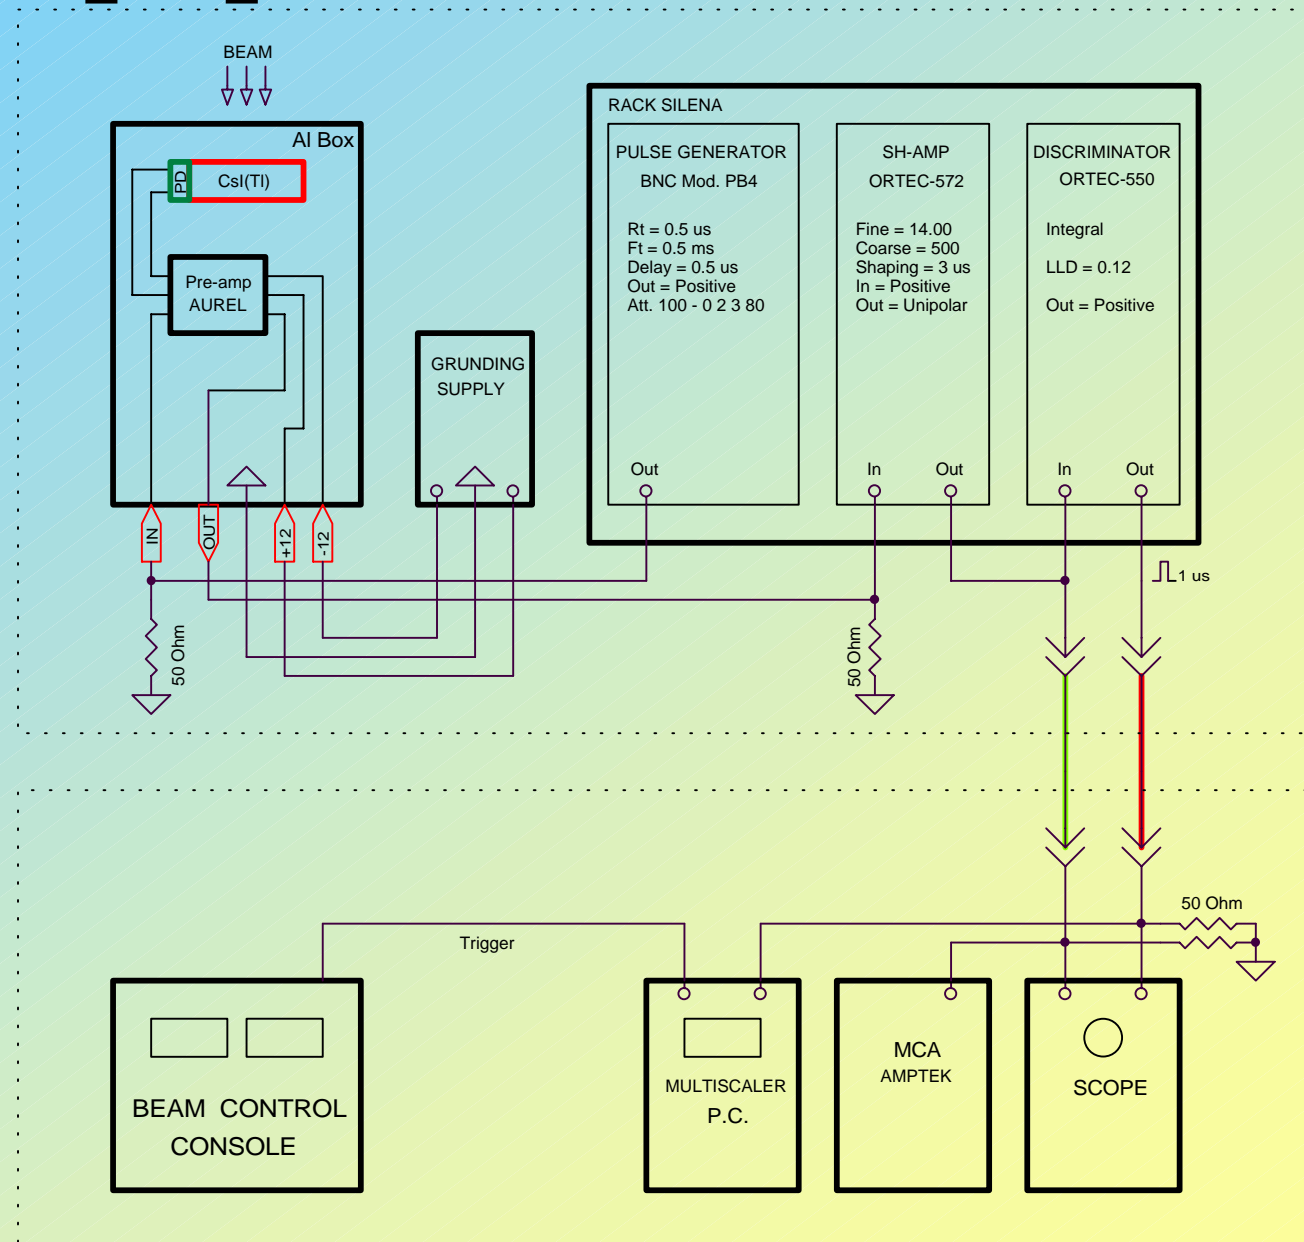 BEAM
Al Box
PD
CsI(Tl)
Pre-amp
AUREL
IN
OUT
+12
-12
50 Ohm
GRUNDING
SUPPLY
RACK SILENA
PULSE GENERATOR
BNC Mod. PB4
Rt = 0.5 us
Ft = 0.5 ms
Delay = 0.5 us
Out = Positive
Att. 100 - 0 2 3 80
Out
SH-AMP
ORTEC-572
Fine = 14.00
Coarse = 500
Shaping = 3 us
In = Positive
Out = Unipolar
In
Out
DISCRIMINATOR
ORTEC-550
Integral
LLD = 0.12
Out = Positive
In
Out
1 us
50 Ohm
50 Ohm
Trigger
BEAM CONTROL
CONSOLE
MULTISCALER
P.C.
MCA
AMPTEK
SCOPE